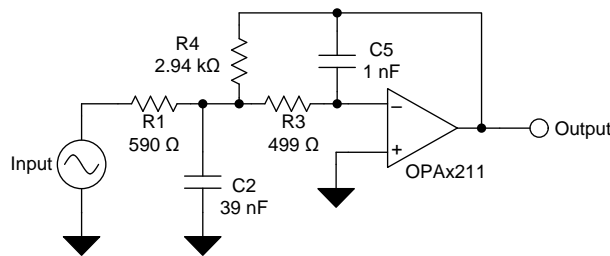 R4
2.94 kΩ
C5
1 nF
R1
590 Ω
R3
499 Ω
−
+
OPAx211
Output
Input
C2
39 nF